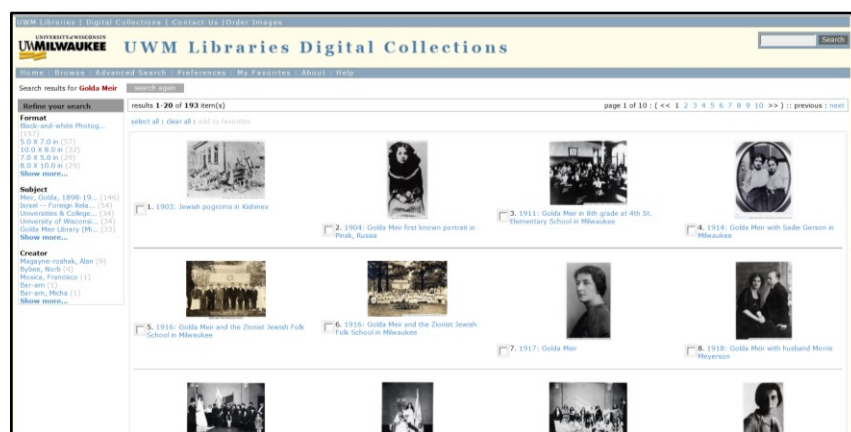 UWM Libraries | Digital Collections | Contact Us |Order Images
UNIVERSITY of WISCONSIN
UWMILWAUKEE
UWM Libraries Digital Collections
Search
Home : Browse : Advanced Search : Preferences : My Favorites : About : Help
Search results for Golda Meir
search again
Refine your search
results 1-20 of 193 item(s)
page 1 of 10 : ( << 1 2 3 4 5 6 7 8 9 10 >> ) :: previous : next
select all : clear all : add to favorites
Format
Black-and-white Photog...
(157)
5.0 X 7.0 in (57)
10.0 X 8.0 in (32)
7.0 X 5.0 in (29)
8.0 X 10.0 in (29)
Show more...
Subject
Meir, Golda, 1898-19... (146)
Israel -- Foreign Rela... (54)
Universities & College... (34)
University of Wisconsi... (34)
Golda Meir Library (Mi... (33)
Show more...
Creator
Magayne-roshak, Alan (9)
Bybee, Norb (4)
Mosica, Francisco (1)
Bar-am (1)
Bar-am, Micha (1)
Show more...
1. 1903: Jewish pogroms in Kishinev
2. 1904: Golda Meir first known portrait in
Pinsk, Russia
3. 1911: Golda Meir in 8th grade at 4th St.
Elementary School in Milwaukee
4. 1914: Golda Meir with Sadie Gerson in
Milwaukee
5. 1916: Golda Meir and the Zionist Jewish Folk
School in Milwaukee
6. 1916: Golda Meir and the Zionist Jewish
Folk School in Milwaukee
7. 1917: Golda Meir
8. 1918: Golda Meir with husband Morris
Meyerson